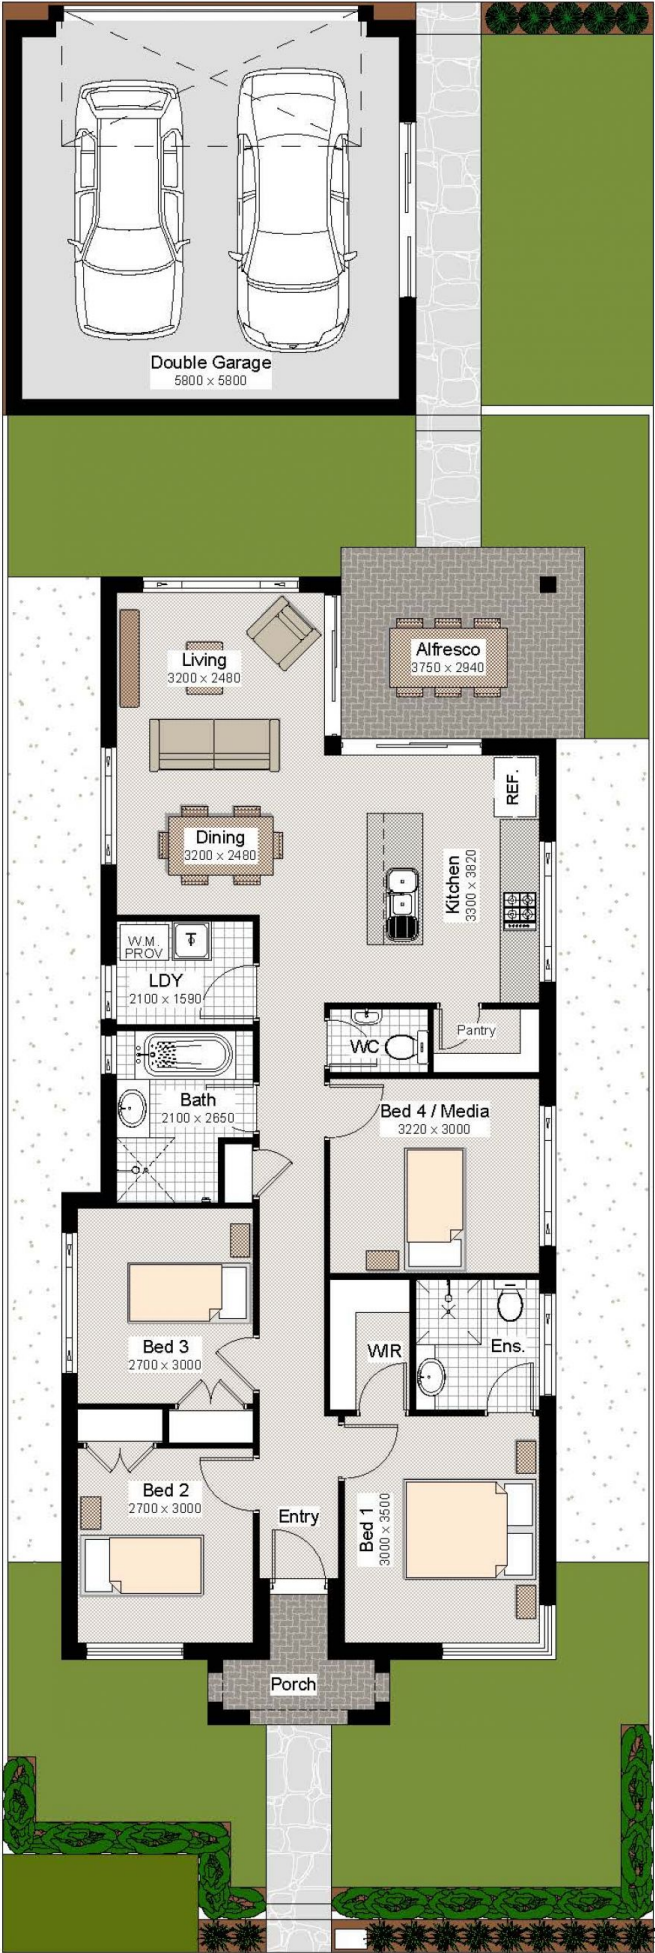 Double Garage
5800 x 5800
Living
3200 x 2480
Alfresco
3750 x 2940
REF.
Dining
3200 x 2480
Kitchen
3300 x 3820
W.M.
PROV
LDY
2100 x 1590
WC
Pantry
Bath
2100 x 2650
Bed 4 / Media
3220 x 3000
Bed 3
2700 x 3000
WIR
Ens.
Bed 2
2700 x 3000
Entry
Bed 1
3000 x 3500
Porch